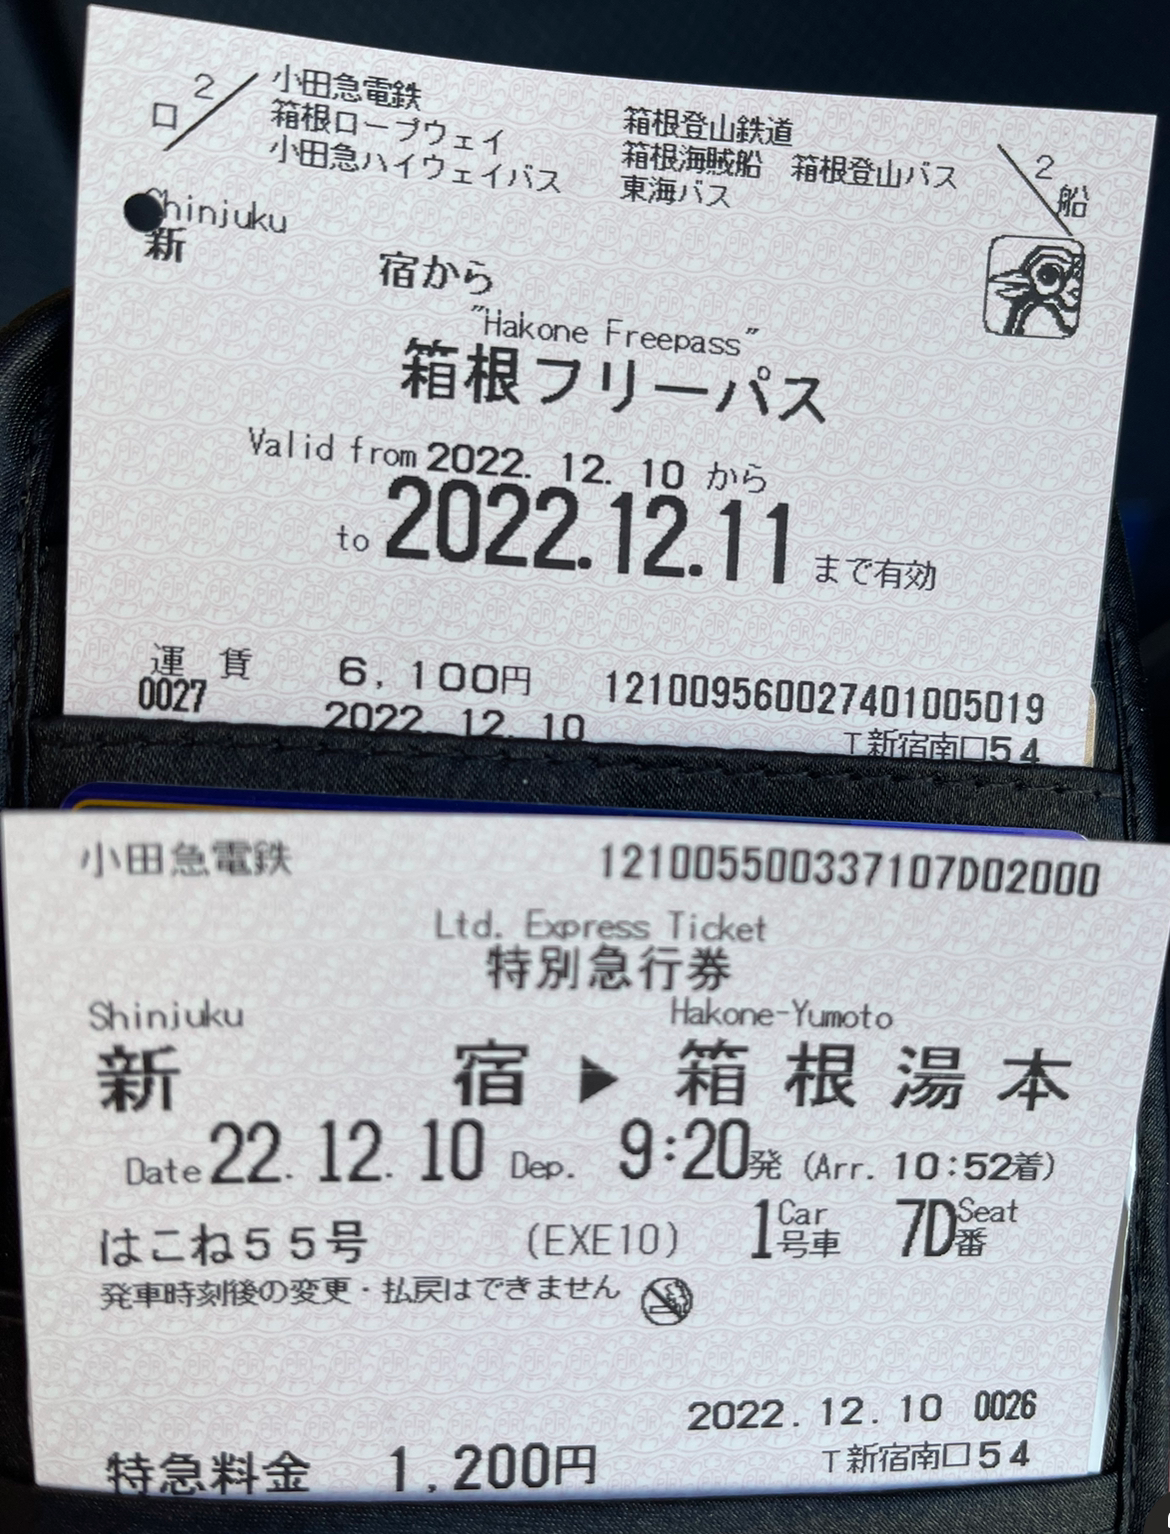 ロ 2 小田急電鉄 箱根登山鉄道
箱根ロープウェイ 箱根海賊船 箱根登山バス 2 船
小田急ハイウェイバス 東海バス
Shinjuku
新 宿から
"Hakone Freepass"
箱根フリーパス
Valid from 2022. 12. 10 から
to 2022.12.11 まで有効
運 賃 6,100円 1210095600274010050​19
0027 2022. 12. 10 T新宿南口54
小田急電鉄 121005500337107D02000
Ltd. Express Ticket
特別急行券
Shinjuku Hakone-Yumoto
新 宿 ▶ 箱 根 湯 本
Date 22. 12. 10 Dep. 9:20発 (Arr. 10:52着)
はこね55号 (EXE10) 1 Car 号車 7D Seat 番
発車時刻後の変更・払戻はできません
2022. 12. 10 0026
特急料金 1,200円 T新宿南口54